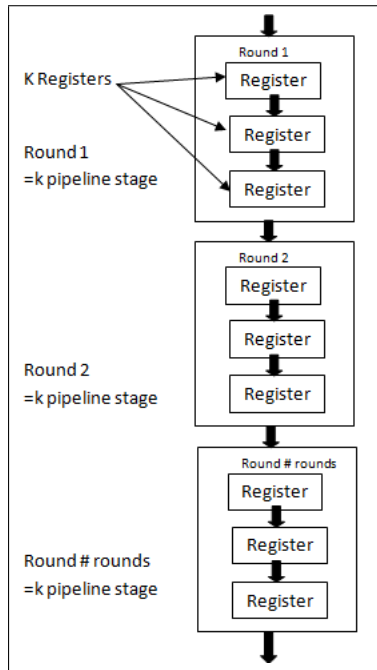 Round 1
K Registers
Register
Register
Round 1
=k pipeline stage
Register
Round 2
Register
Register
Round 2
=k pipeline stage
Register
Round # rounds
Register
Register
Round # rounds
=k pipeline stage
Register